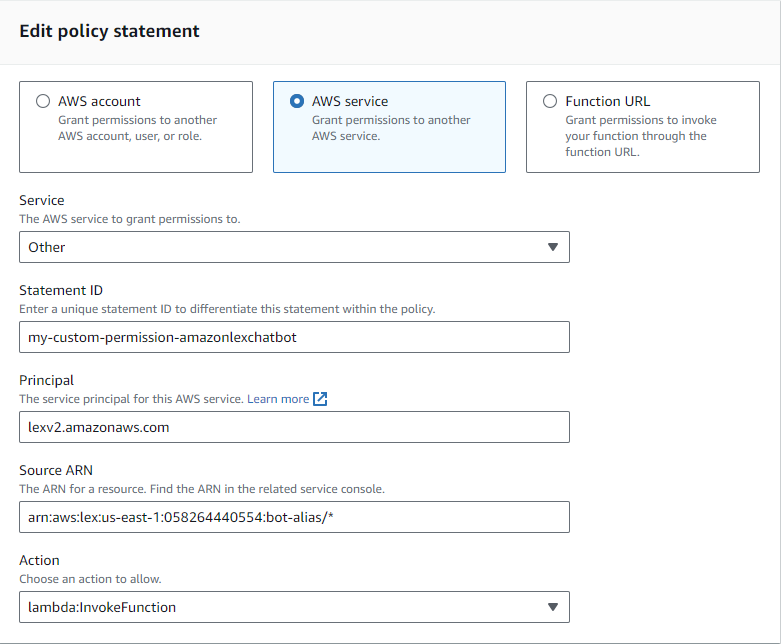 Edit policy statement
AWS account
Grant permissions to another
AWS account, user, or role.
AWS service
Grant permissions to another
AWS service.
Function URL
Grant permissions to invoke
your function through the
function URL.
Service
The AWS service to grant permissions to.
Other
Statement ID
Enter a unique statement ID to differentiate this statement within the policy.
my-custom-permission-amazonlexchatbot
Principal
The service principal for this AWS service. Learn more
lexv2.amazonaws.com
Source ARN
The ARN for a resource. Find the ARN in the related service console.
arn:aws:lex:us-east-1:058264440554:bot-alias/*
Action
Choose an action to allow.
lambda:InvokeFunction